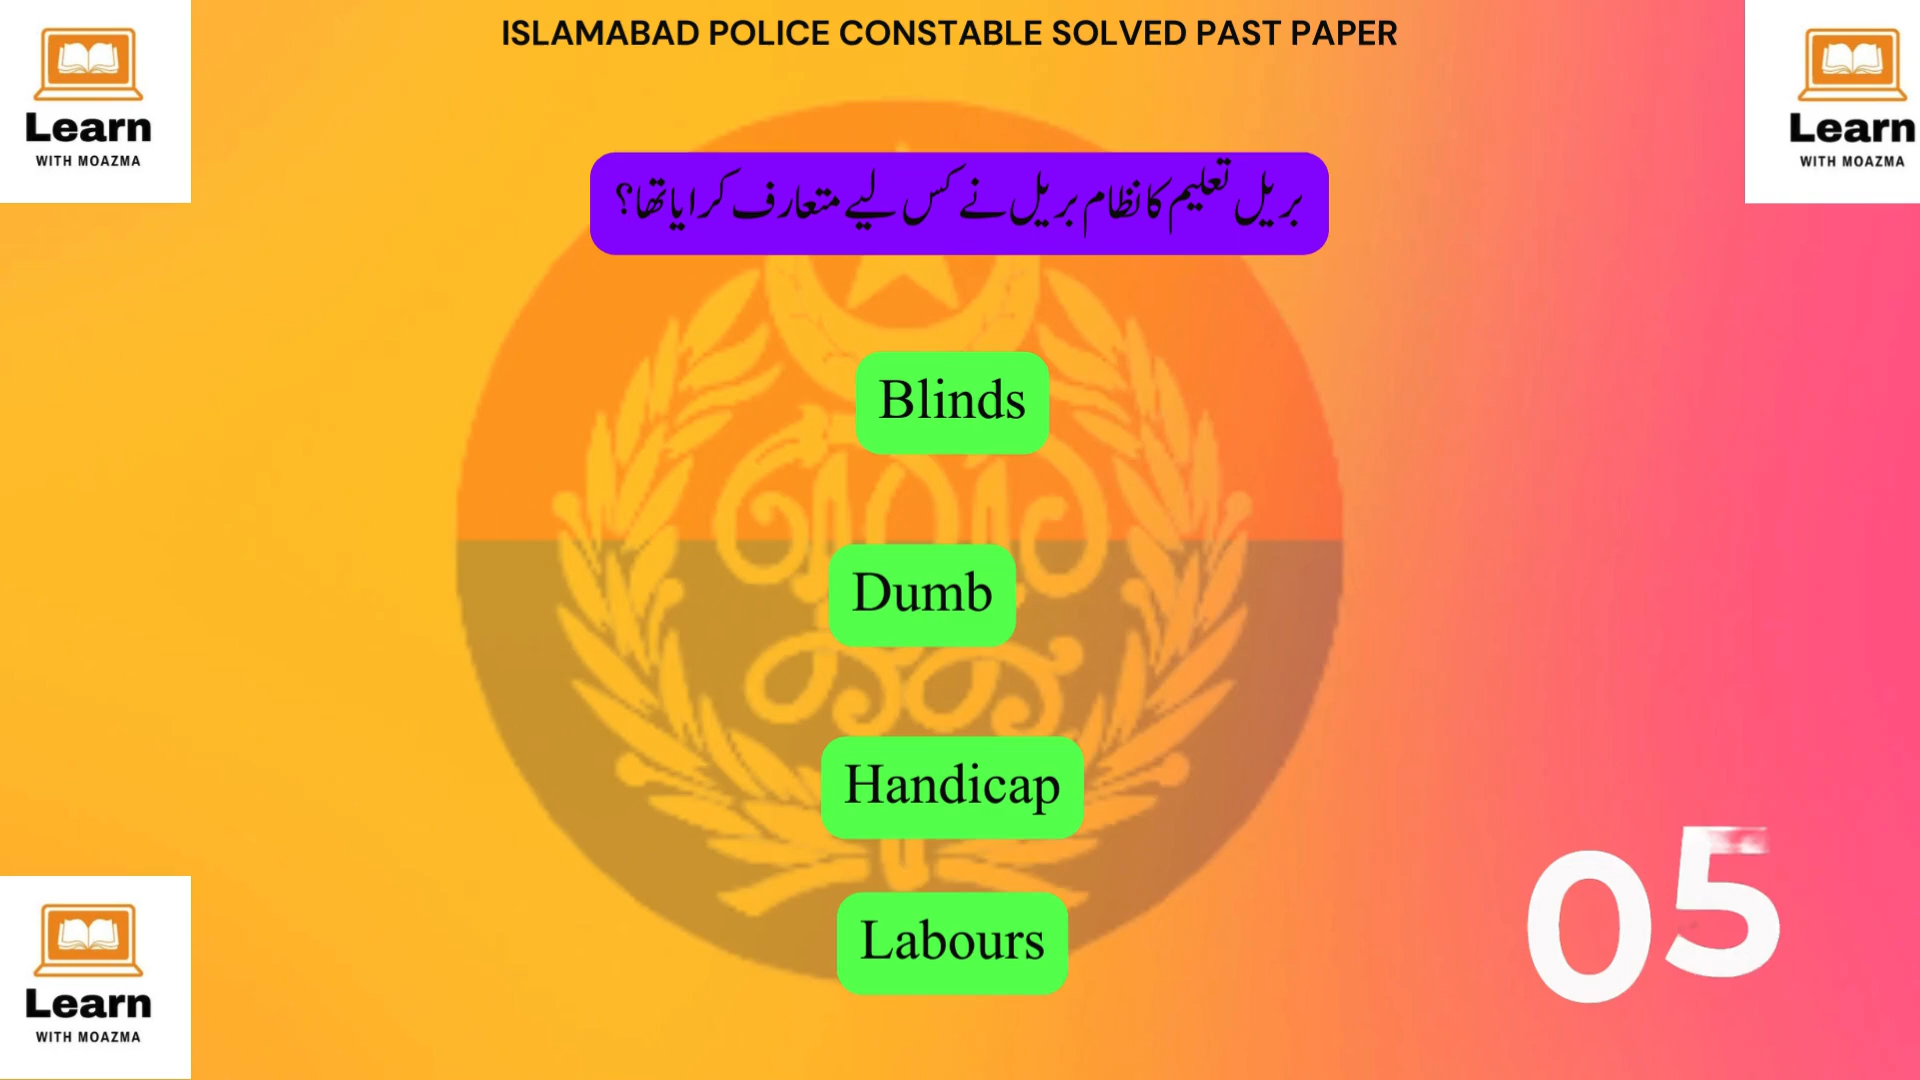 ISLAMABAD POLICE CONSTABLE SOLVED PAST PAPER
Learn
WITH MOAZMA
Learn
WITH MOAZMA
بریل تعلیم کا نظام بریل نے کس لیے متعارف کرایا تھا؟
Blinds
Dumb
Handicap
Labours
05
Learn
WITH MOAZMA